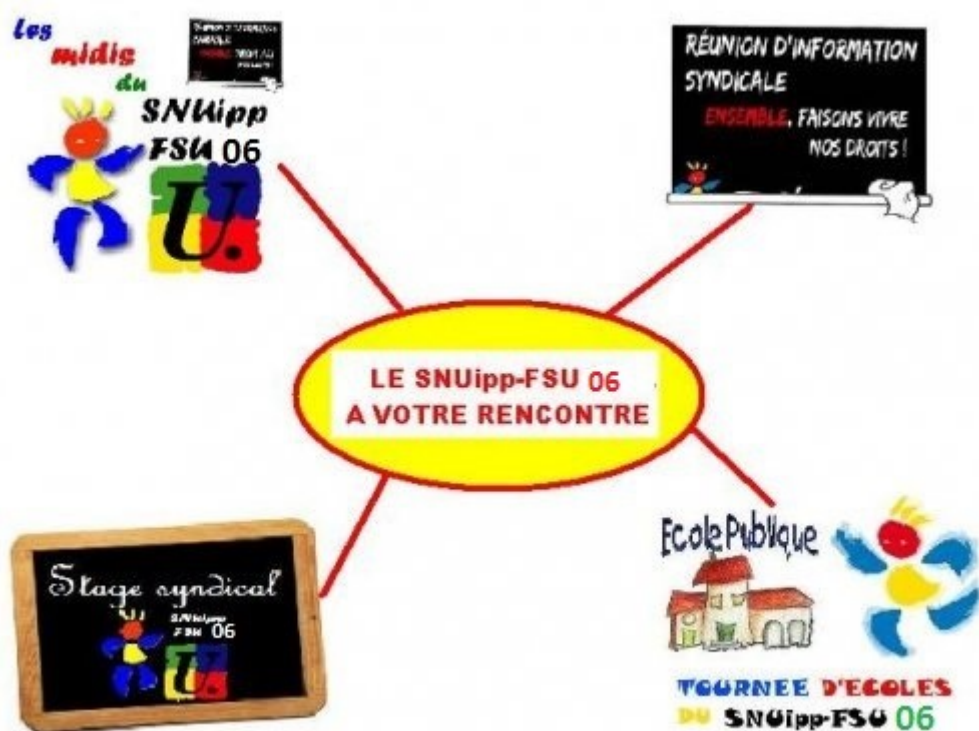 Les
midis
du
SNUipp
FSU 06
U.
RÉUNION D'INFORMATION
SYNDICALE
ENSEMBLE, FAISONS VIVRE
NOS DROITS !
LE SNUipp-FSU 06
A VOTRE RENCONTRE
Stage syndical
SNUipp
FSU 06
U.
Ecole Publique
TOURNEE D'ECOLES
DU SNUipp-FSU 06